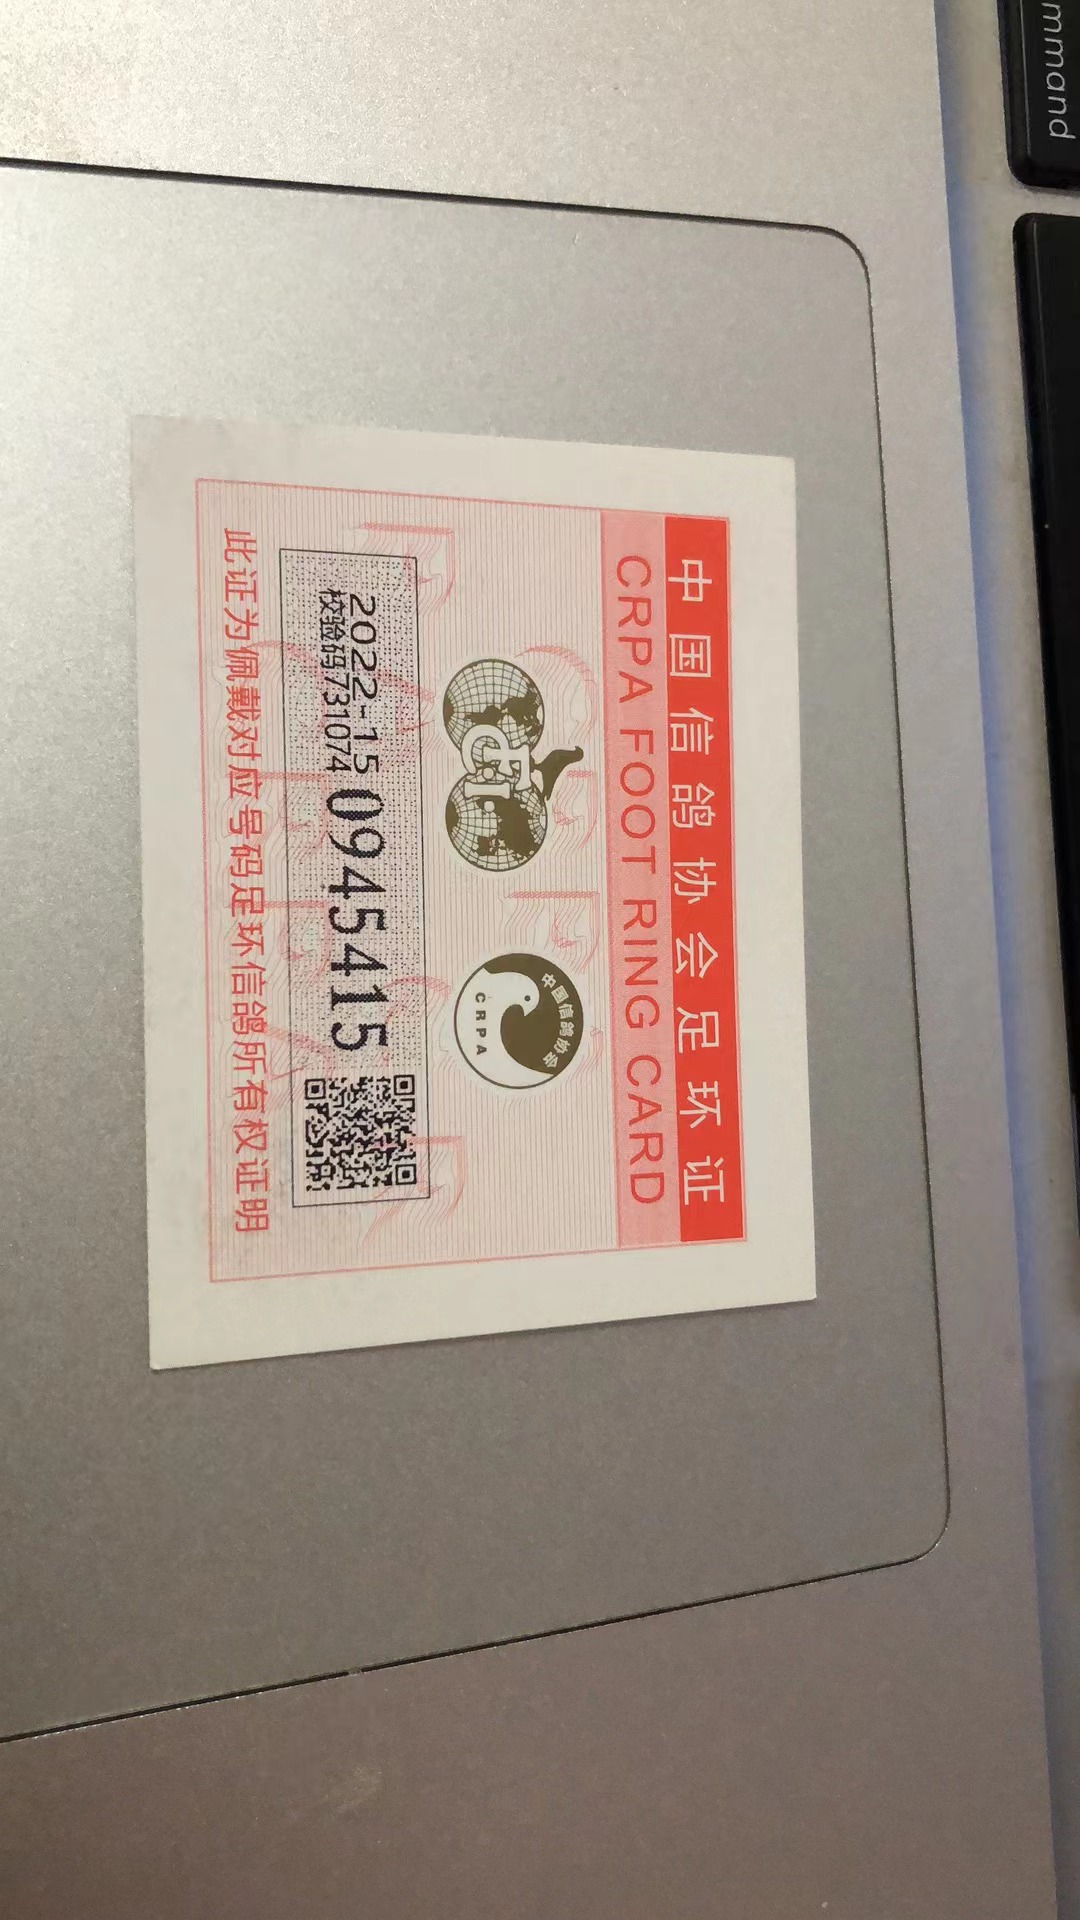 mmand
中国信鸽协会足环证
CRPA FOOT RING CARD
FCI
中国信鸽协会
CRPA
2022-15 0945415
校验码731074
此证为佩戴对应号码足环信鸽所有权证明